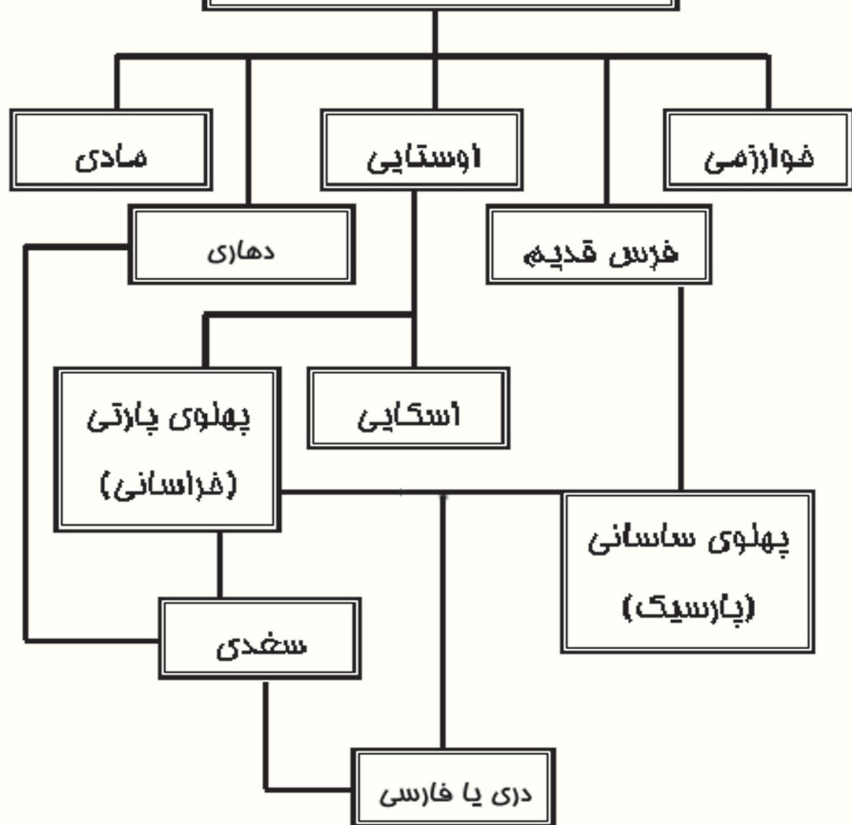 خوارزمی
اوستایی
مادی
فرس قدیم
دهاری
اسکایی
پهلوی پارتی
(خراسانی)
پهلوی ساسانی
(پارسیک)
سغدی
دری یا فارسی